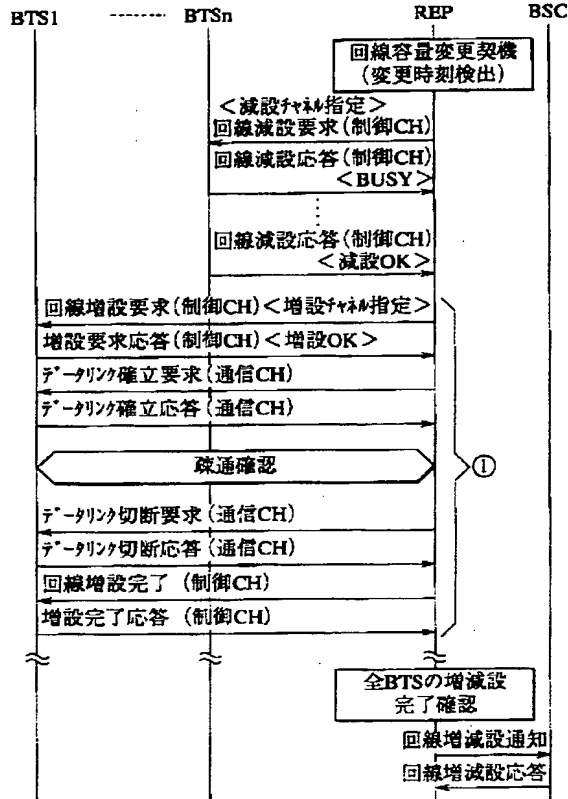 BTS1 -------- BTSn REP BSC
回線容量変更契機
(変更時刻検出)
<減設ﾁｬﾈﾙ指定>
回線減設要求(制御CH)
回線減設応答(制御CH)
<BUSY>
回線減設応答(制御CH)
<減設OK>
回線増設要求(制御CH)<増設ﾁｬﾈﾙ指定>
増設要求応答(制御CH)<増設OK>
ﾃﾞｰﾀﾘﾝｸ確立要求(通信CH)
ﾃﾞｰﾀﾘﾝｸ確立応答(通信CH)
疎通確認
①
ﾃﾞｰﾀﾘﾝｸ切断要求(通信CH)
ﾃﾞｰﾀﾘﾝｸ切断応答(通信CH)
回線増設完了 (制御CH)
増設完了応答 (制御CH)
全BTSの増減設
完了確認
回線増減設通知
回線増減設応答